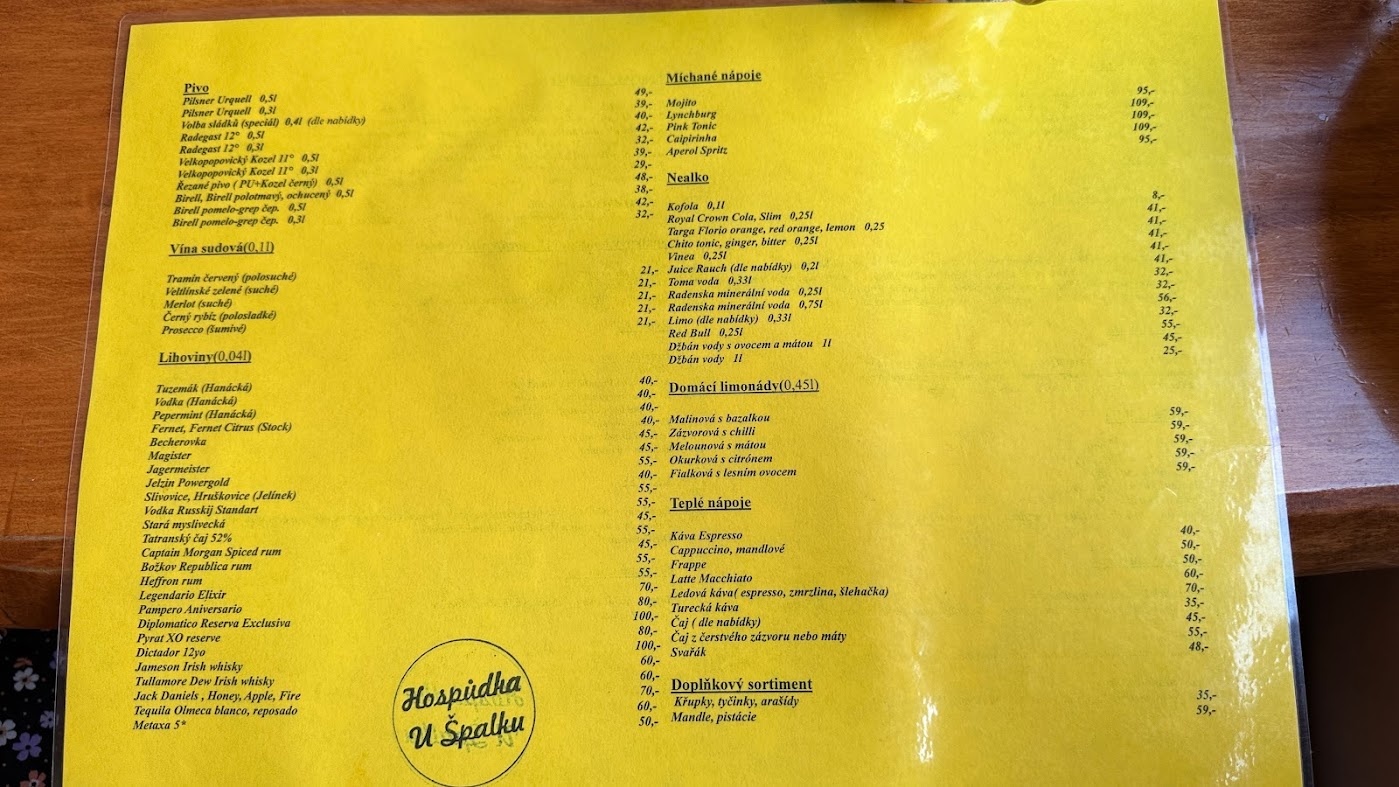 Pivo
Pilsner Urquell 0,5l 49,-
Pilsner Urquell 0,3l 39,-
Volba sládků (speciál) 0,4l (dle nabídky) 40,-
Radegast 12° 0,5l 42,-
Radegast 12° 0,3l 32,-
Velkopopovický Kozel 11° 0,5l 39,-
Velkopopovický Kozel 11° 0,3l 29,-
Řezané pivo ( PU+Kozel černý) 0,5l 48,-
Birell, Birell polotmavý, ochucený 0,5l 38,-
Birell pomelo-grep čep. 0,5l 42,-
Birell pomelo-grep čep. 0,3l 32,-
Vína sudová(0,1l)
Tramín červený (polosuché) 21,-
Veltlínské zelené (suché) 21,-
Merlot (suché) 21,-
Černý rybíz (polosladké) 21,-
Prosecco (šumivé) 21,-
Lihoviny(0,04l)
Tuzemák (Hanácká) 40,-
Vodka (Hanácká) 40,-
Pepermint (Hanácká) 40,-
Fernet, Fernet Citrus (Stock) 40,-
Becherovka 45,-
Magister 45,-
Jagermeister 55,-
Jelzin Powergold 40,-
Slivovice, Hruškovice (Jelínek) 55,-
Vodka Russkij Standart 55,-
Stará myslivecká 45,-
Tatranský čaj 52% 55,-
Captain Morgan Spiced rum 45,-
Božkov Republica rum 55,-
Heffron rum 55,-
Legendario Elixir 70,-
Pampero Aniversario 80,-
Diplomatico Reserva Exclusiva 100,-
Pyrat XO reserve 80,-
Dictador 12yo 100,-
Jameson Irish whisky 60,-
Tullamore Dew Irish whisky 60,-
Jack Daniels , Honey, Apple, Fire 70,-
Tequila Olmeca blanco, reposado 60,-
Metaxa 5* 50,-
Hospůdka
U Špalku
Míchané nápoje
Mojito 95,-
Lynchburg 109,-
Pink Tonic 109,-
Caipirinha 109,-
Aperol Spritz 95,-
Nealko
Kofola 0,1l 8,-
Royal Crown Cola, Slim 0,25l 41,-
Targa Florio orange, red orange, lemon 0,25 41,-
Chito tonic, ginger, bitter 0,25l 41,-
Vinea 0,25l 41,-
Juice Rauch (dle nabídky) 0,2l 41,-
Toma voda 0,33l 32,-
Radenska minerální voda 0,25l 32,-
Radenska minerální voda 0,75l 56,-
Limo (dle nabídky) 0,33l 32,-
Red Bull 0,25l 55,-
Džbán vody s ovocem a mátou 1l 45,-
Džbán vody 1l 25,-
Domácí limonády(0,45l)
Malinová s bazalkou 59,-
Zázvorová s chilli 59,-
Melounová s mátou 59,-
Okurková s citrónem 59,-
Fialková s lesním ovocem 59,-
Teplé nápoje
Káva Espresso 40,-
Cappuccino, mandlové 50,-
Frappe 50,-
Latte Macchiato 60,-
Ledová káva( espresso, zmrzlina, šlehačka) 70,-
Turecká káva 35,-
Čaj ( dle nabídky) 45,-
Čaj z čerstvého zázvoru nebo máty 55,-
Svařák 48,-
Doplňkový sortiment
Křupky, tyčinky, arašídy 35,-
Mandle, pistácie 59,-